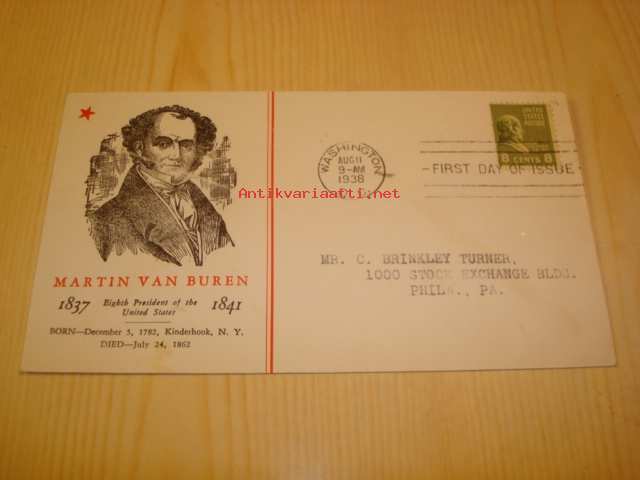 MARTIN VAN BUREN
1837 Eighth President of the 1841
United States
BORN—December 5, 1782, Kinderhook, N. Y.
DIED—July 24, 1862
WASHINGTON
AUG 11
9-AM
1938
D.C.
FIRST DAY OF ISSUE
UNITED
STATES
POSTAGE
8 CENTS 8
Antikvariaatti.net
MR. C. BRINKLEY TURNER,
1000 STOCK EXCHANGE BLDG.
PHILA., PA.